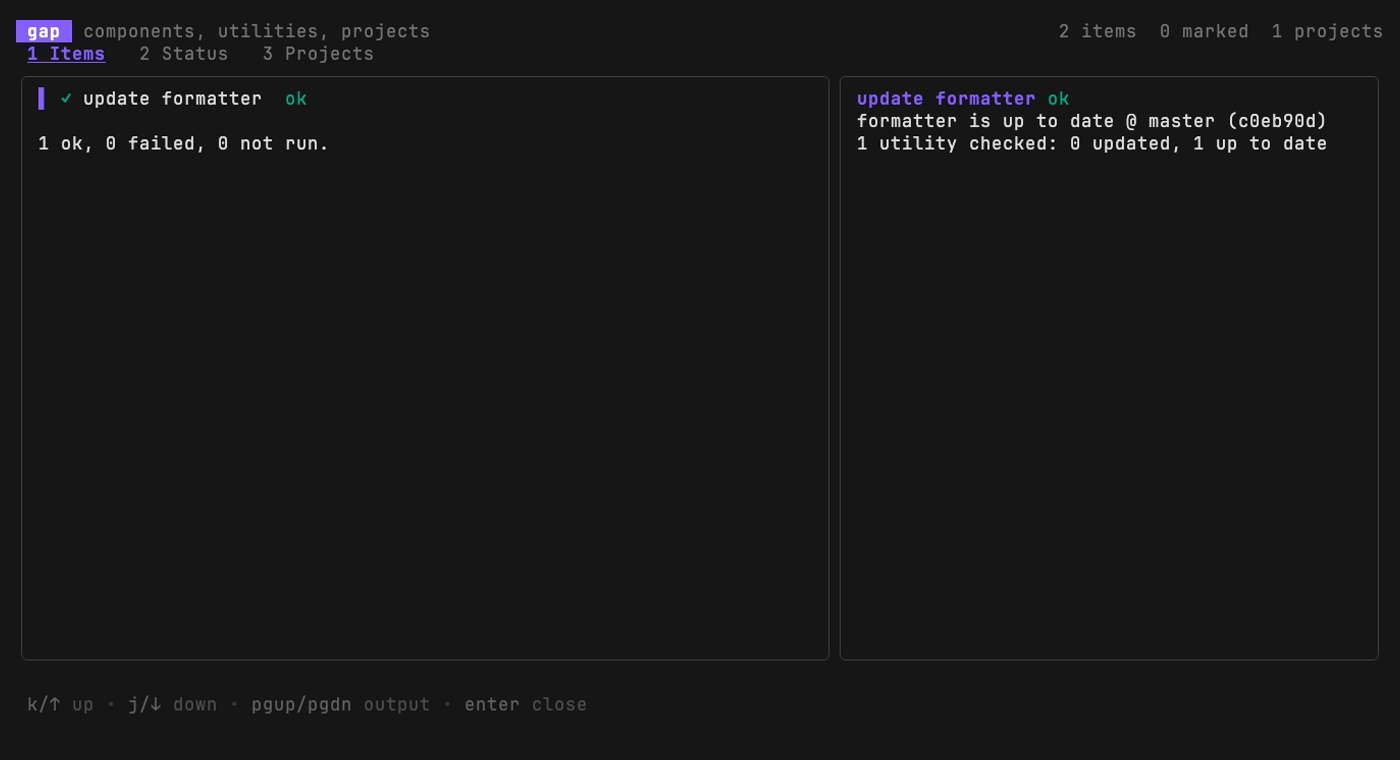 gap components, utilities, projects 2 items 0 marked 1 projects
1 Items 2 Status 3 Projects
✓ update formatter ok
1 ok, 0 failed, 0 not run.
update formatter ok
formatter is up to date @ master (c0eb90d)
1 utility checked: 0 updated, 1 up to date
k/↑ up • j/↓ down • pgup/pgdn output • enter close